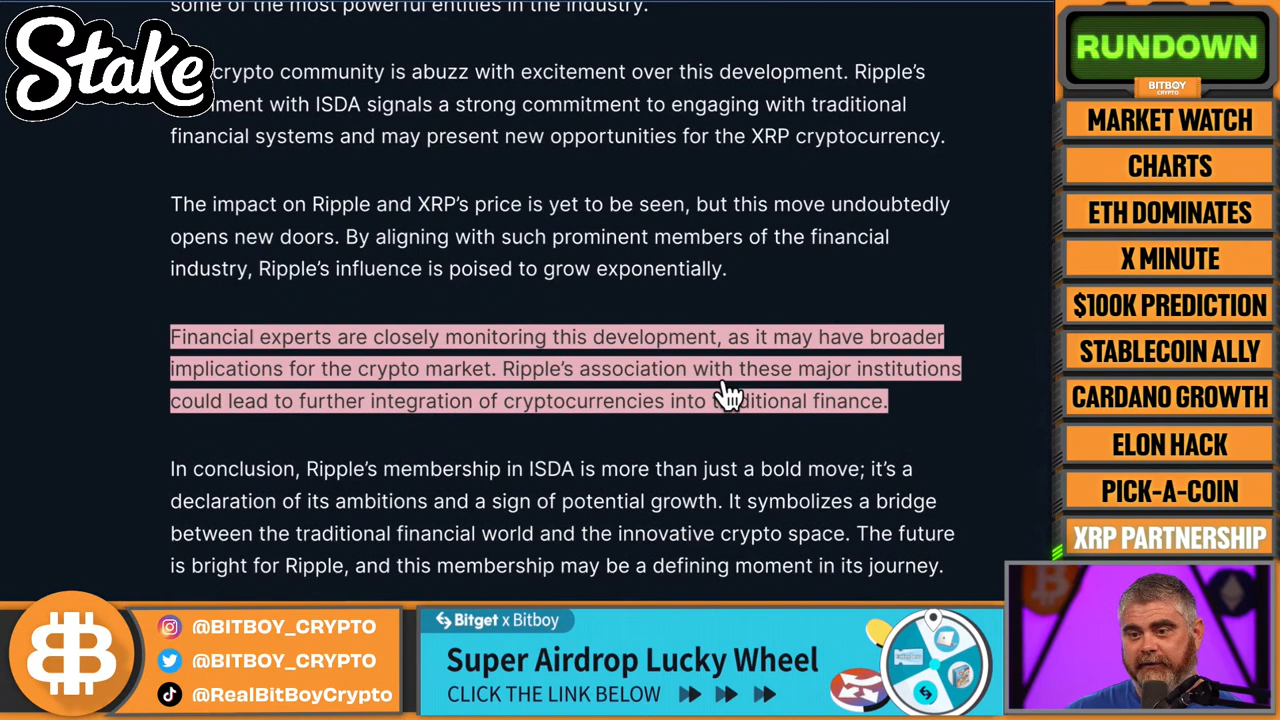 some of the most powerful entities in the industry.
Stake
crypto community is abuzz with excitement over this development. Ripple's
with ISDA signals a strong commitment to engaging with traditional
financial systems and may present new opportunities for the XRP cryptocurrency.
The impact on Ripple and XRP's price is yet to be seen, but this move undoubtedly
opens new doors. By aligning with such prominent members of the financial
industry, Ripple's influence is poised to grow exponentially.
Financial experts are closely monitoring this development, as it may have broader
implications for the crypto market. Ripple's association with these major institutions
could lead to further integration of cryptocurrencies into traditional finance.
In conclusion, Ripple's membership in ISDA is more than just a bold move; it's a
declaration of its ambitions and a sign of potential growth. It symbolizes a bridge
between the traditional financial world and the innovative crypto space. The future
is bright for Ripple, and this membership may be a defining moment in its journey.
RUNDOWN
BITBOY
CRYPTO
MARKET WATCH
CHARTS
ETH DOMINATES
X MINUTE
$100K PREDICTION
STABLECOIN ALLY
CARDANO GROWTH
ELON HACK
PICK-A-COIN
XRP PARTNERSHIP
@BITBOY_CRYPTO
@BITBOY_CRYPTO
@RealBitBoyCrypto
Bitget x Bitboy
Super Airdrop Lucky Wheel
CLICK THE LINK BELOW